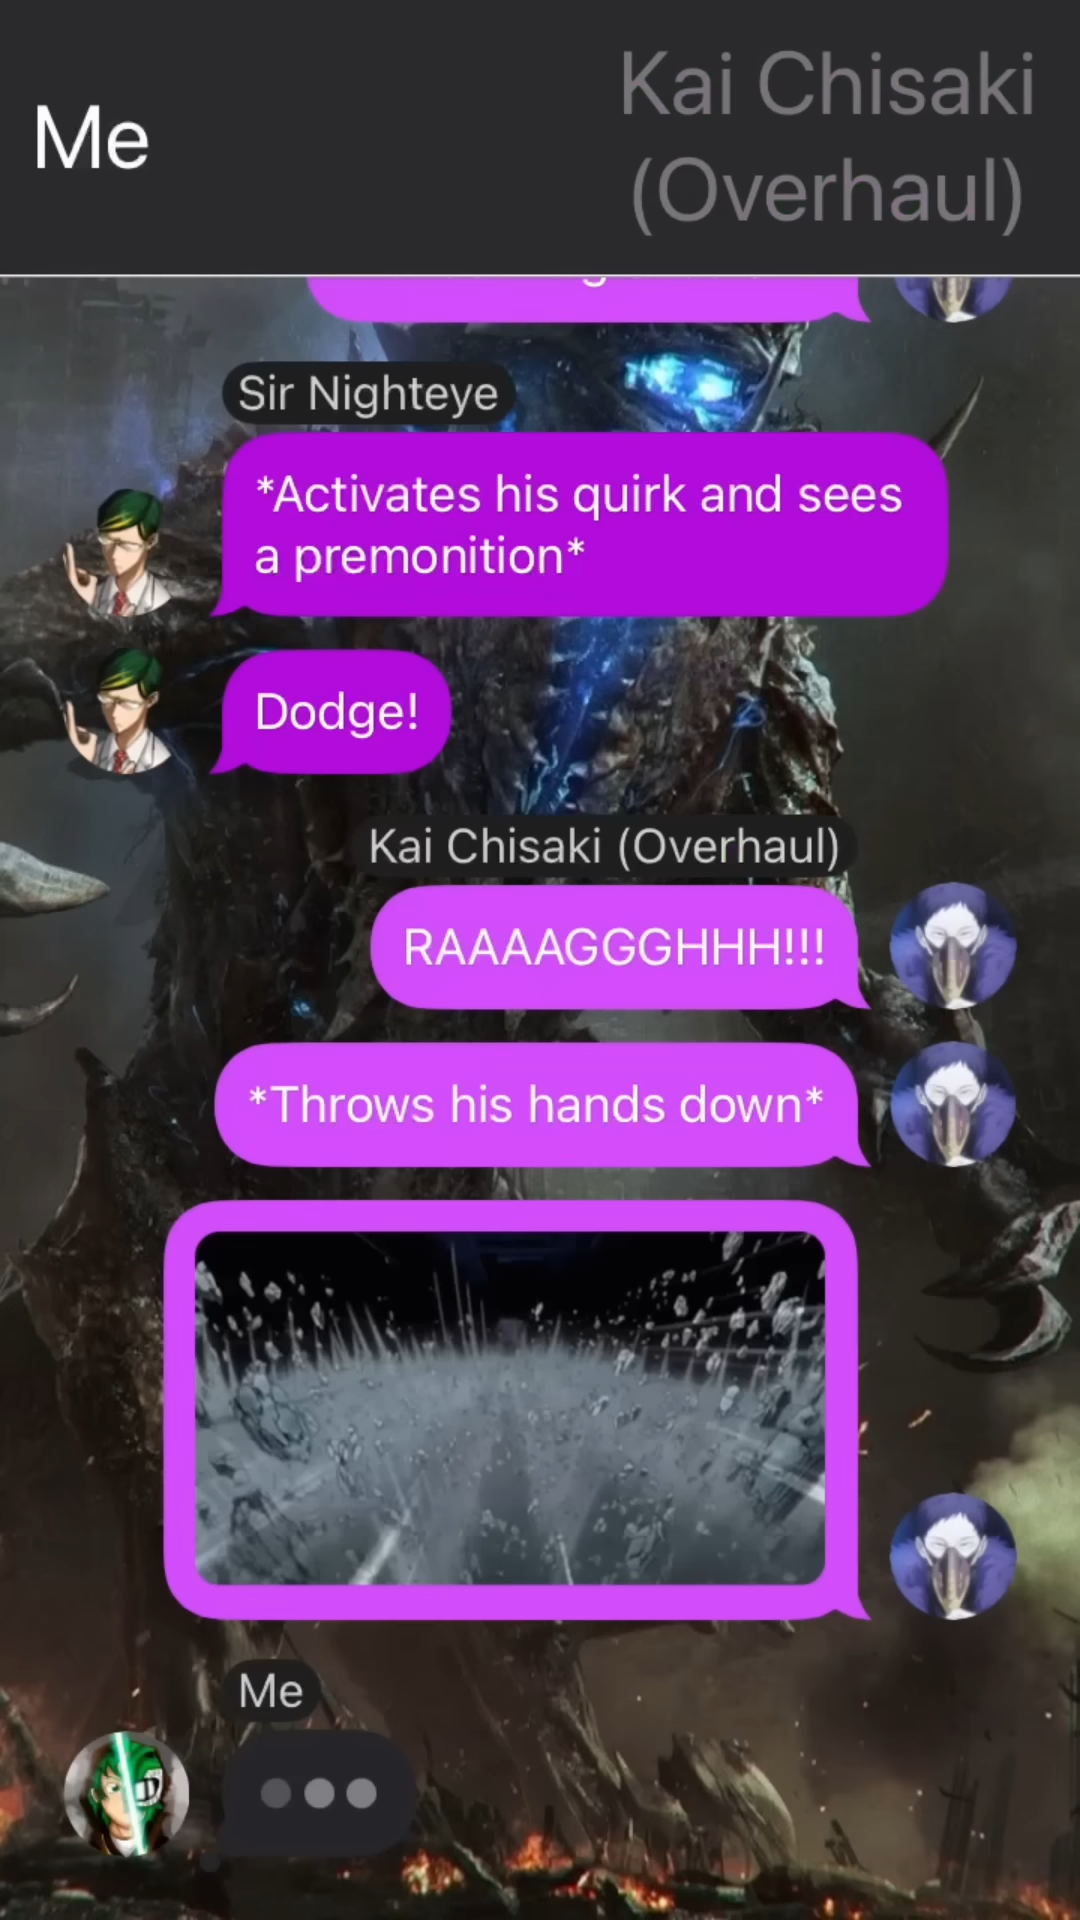 Me
Kai Chisaki
(Overhaul)
Sir Nighteye
*Activates his quirk and sees
a premonition*
Dodge!
Kai Chisaki (Overhaul)
RAAAAGGGHHH!!!
*Throws his hands down*
Me